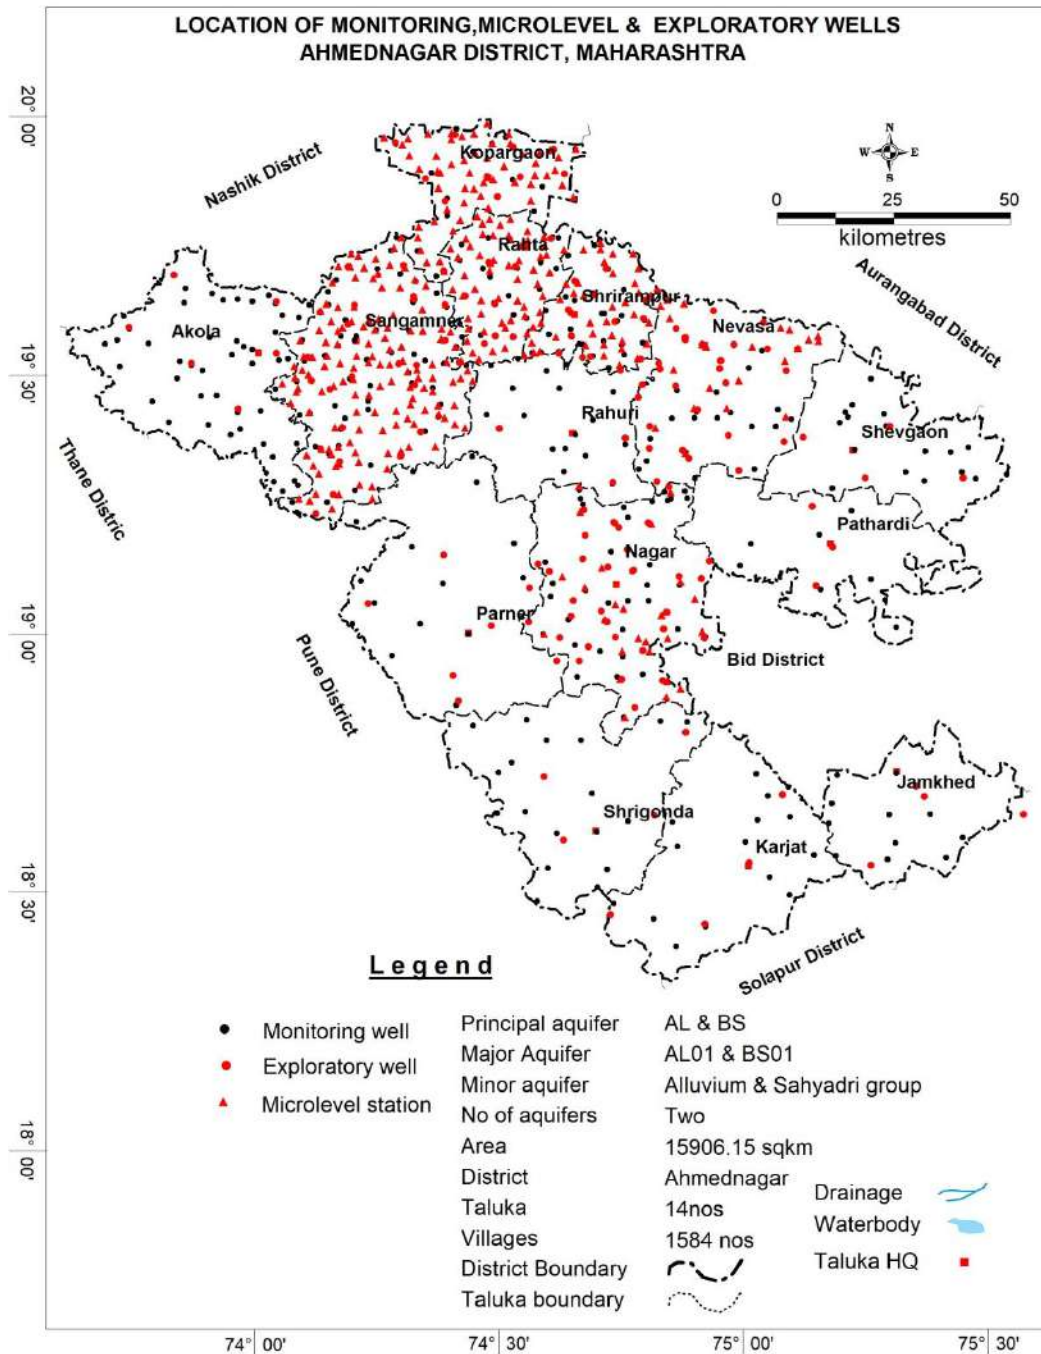 LOCATION OF MONITORING,MICROLEVEL & EXPLORATORY WELLS
AHMEDNAGAR DISTRICT, MAHARASHTRA
20° 00'
19° 30'
19° 00'
18° 30'
18° 00'
Nashik District
Kopargaon
N
W E
S
0 25 50
kilometres
Rahta
Aurangabad District
Shrirampur
Sangamner
Nevasa
Akola
Rahuri
Shevgaon
Thane Distric
Pathardi
Nagar
Parner
Pune District
Bid District
Jamkhed
Shrigonda
Karjat
Solapur District
Legend
Monitoring well
Exploratory well
Microlevel station
Principal aquifer AL & BS
Major Aquifer AL01 & BS01
Minor aquifer Alluvium & Sahyadri group
No of aquifers Two
Area 15906.15 sqkm
District Ahmednagar
Taluka 14nos
Villages 1584 nos
District Boundary
Taluka boundary
Drainage
Waterbody
Taluka HQ
74° 00' 74° 30' 75° 00' 75° 30'